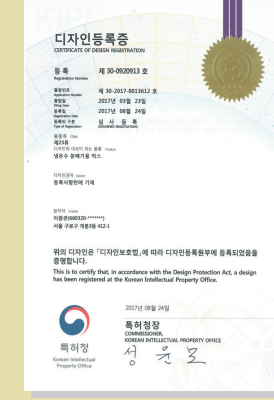 디자인등록증
CERTIFICATE OF DESIGN REGISTRATION
등록 제 30-0920913 호
Registration Number
출원번호 제 30-2017-0013612 호
Application Number
출원일 2017년 03월 23일
Filing Date
등록일 2017년 08월 24일
Registration Date
등록의 구분 심사등록
Type of Registration (EXAMINED REGISTRATION)
물품류 Class
제23류
디자인의 대상이 되는 물품 Product
냉온수 분배기용 박스
디자인권자 Owner
등록사항란에 기재
창작자 Creator
이종관(660320-*******)
서울 구로구 개봉3동 412-1
위의 디자인은 「디자인보호법」에 따라 디자인등록원부에 등록되었음을
증명합니다.
This is to certify that, in accordance with the Design Protection Act, a design
has been registered at the Korean Intellectual Property Office.
2017년 08월 24일
특허청
Korean Intellectual
Property Office
특허청장
COMMISSIONER,
KOREAN INTELLECTUAL PROPERTY OFFICE
성윤모